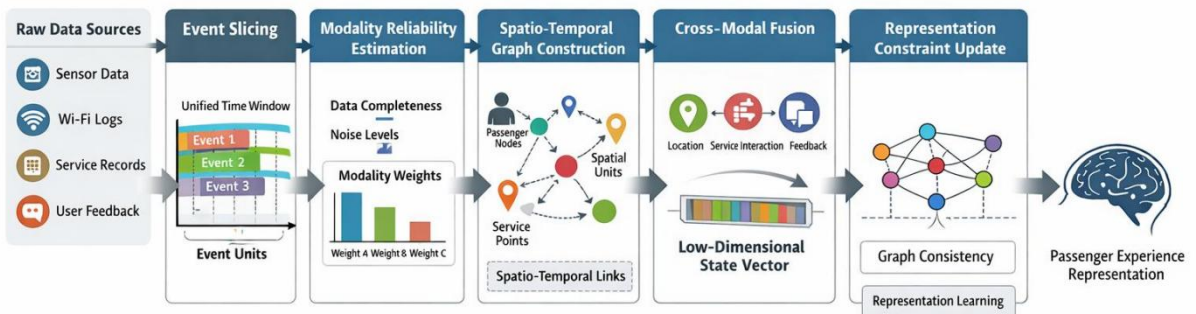 Raw Data Sources
Sensor Data
Wi-Fi Logs
Service Records
User Feedback
Event Slicing
Unified Time Window
Event 1
Event 2
Event 3
Event Units
Modality Reliability
Estimation
Data Completeness
Noise Levels
Modality Weights
Weight A Weight & Weight C
Spatio-Temporal
Graph Construction
Passenger
Nodes
Spatial
Units
Service
Points
Spatio-Temporal Links
Cross-Modal Fusion
Location
Service Interaction
Feedback
Low-Dimensional
State Vector
Representation
Constraint Update
Graph Consistency
Representation Learning
Passenger Experience
Representation